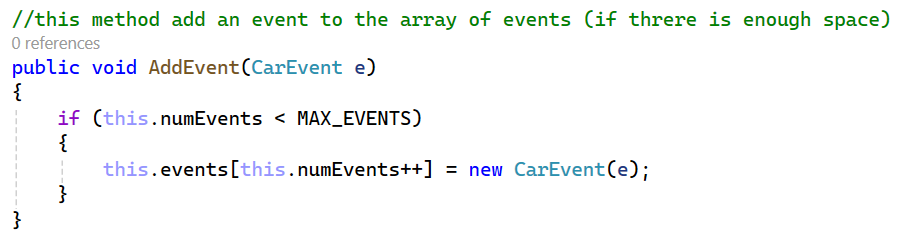 //this method add an event to the array of events (if threre is enough space)
0 references
public void AddEvent(CarEvent e)
{
if (this.numEvents < MAX_EVENTS)
{
this.events[this.numEvents++] = new CarEvent(e);
}
}